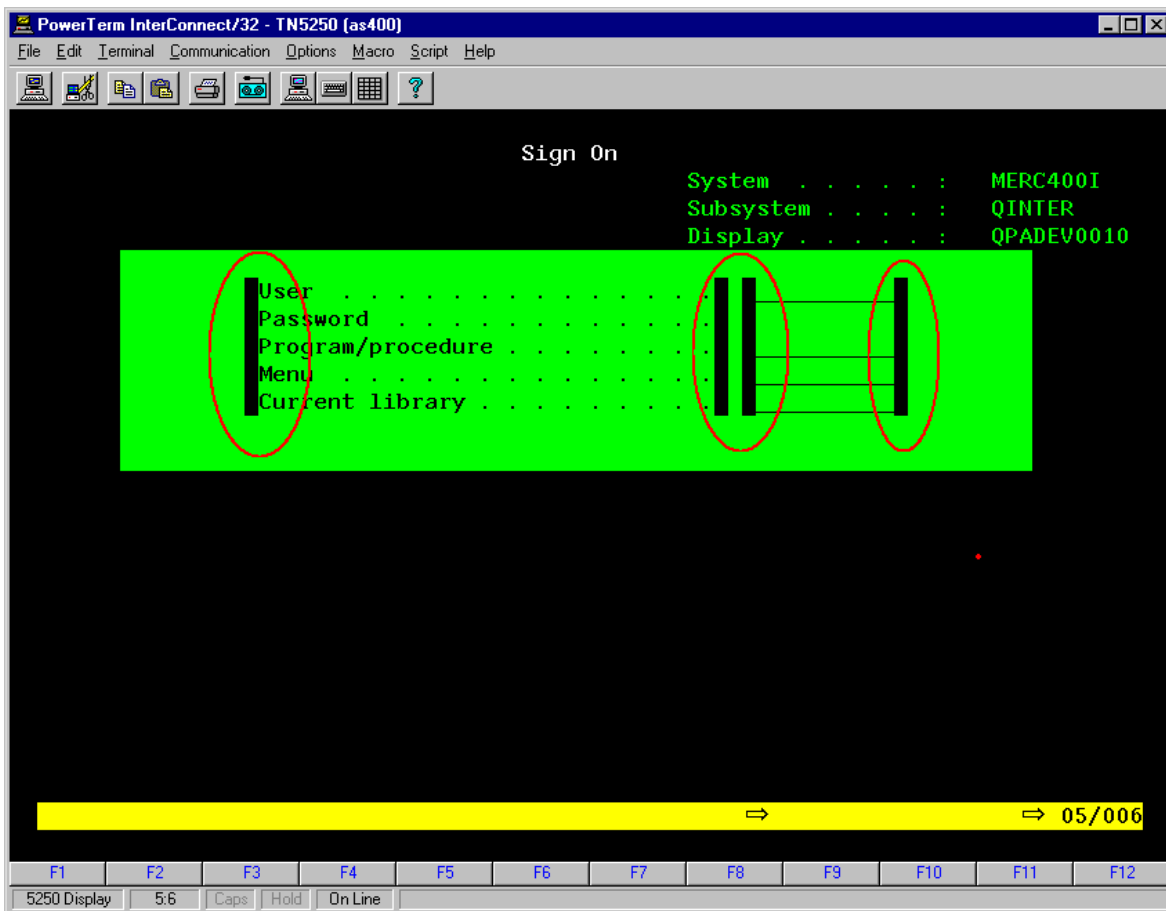 PowerTerm InterConnect/32 - TN5250 (as400)
File Edit Terminal Communication Options Macro Script Help
Sign On
System . . . . . : MERC400I
Subsystem . . . . : QINTER
Display . . . . . : QPADEV0010
User . . . . . . . . . . . . . .
Password . . . . . . . . . . . .
Program/procedure . . . . . . . .
Menu . . . . . . . . . . . . . .
Current library . . . . . . . . .
⇨ ⇨ 05/006
F1 F2 F3 F4 F5 F6 F7 F8 F9 F10 F11 F12
5250 Display 5:6 Caps Hold On Line